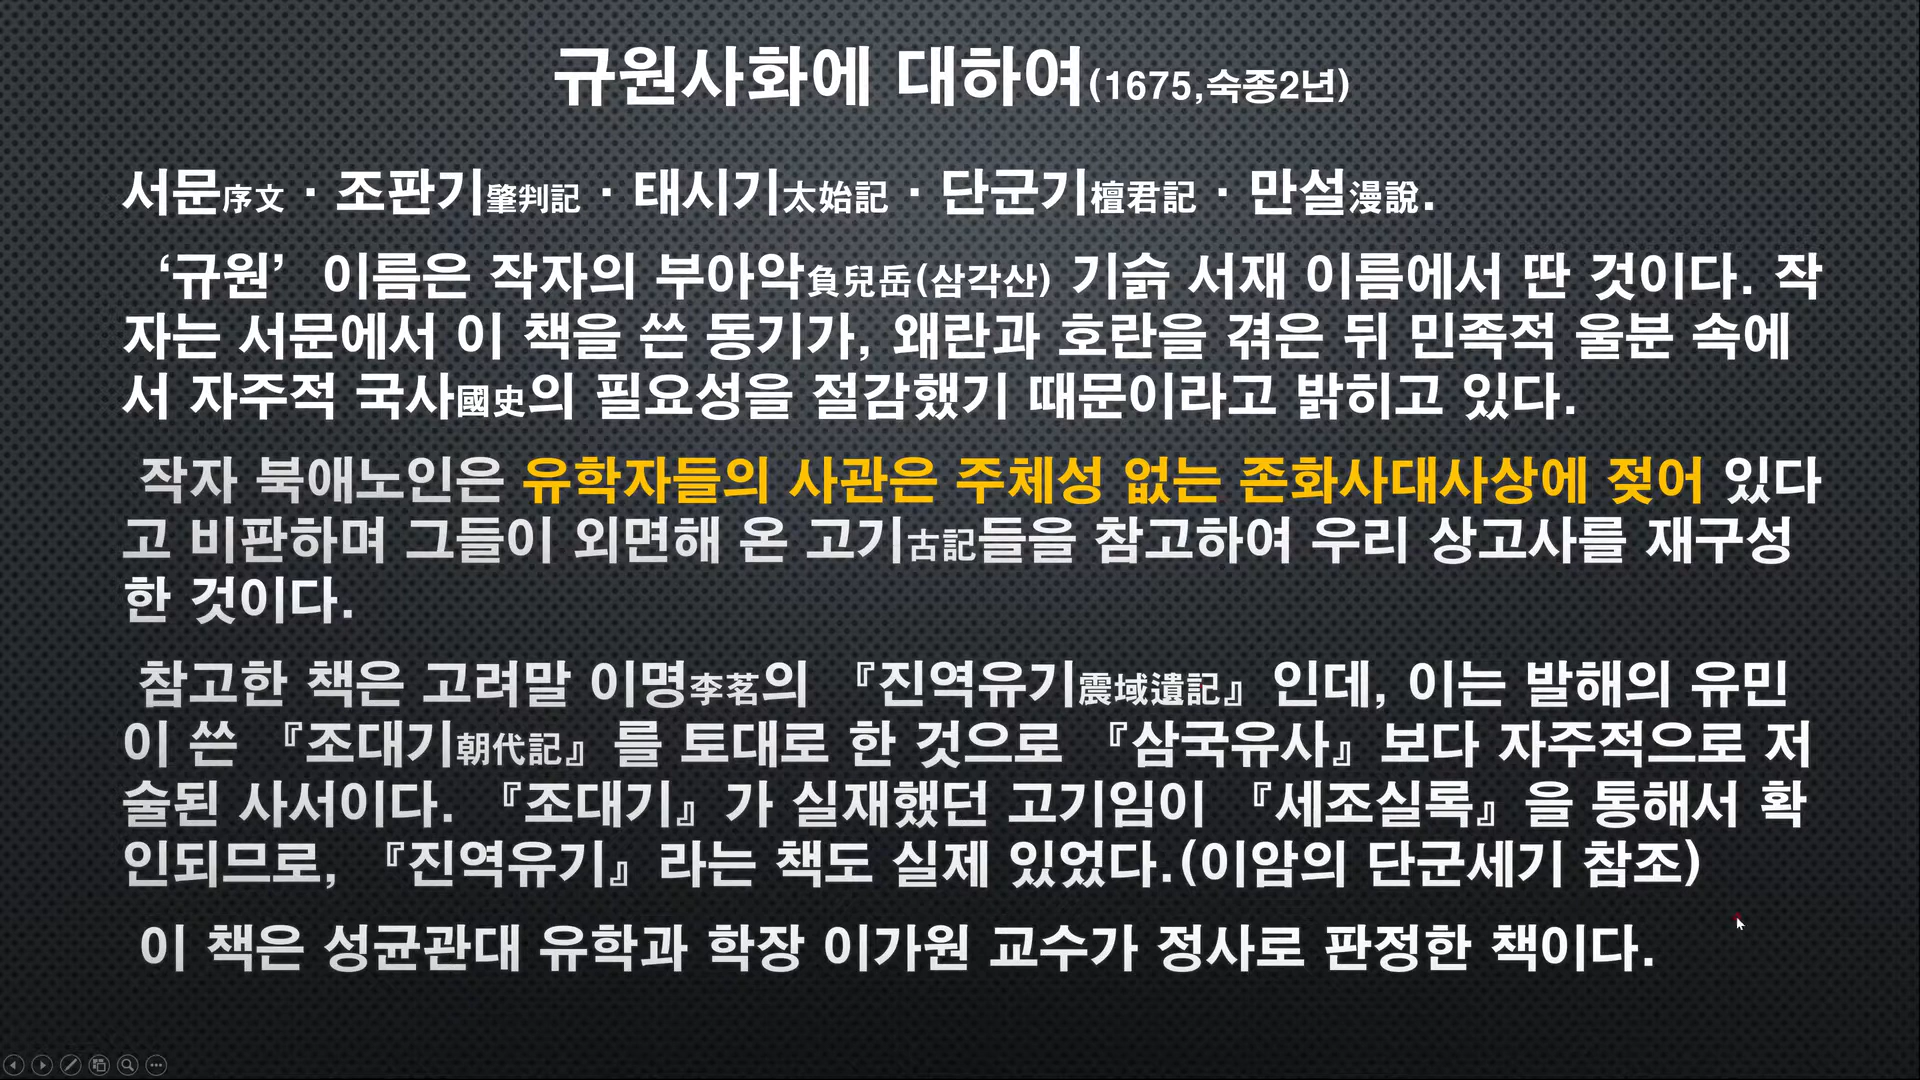 규원사화에 대하여(1675,숙종2년)
서문序文 · 조판기肇判記 · 태시기太始記 · 단군기檀君記 · 만설漫說.
‘규원’ 이름은 작자의 부아악負兒岳(삼각산) 기슭 서재 이름에서 딴 것이다. 작
자는 서문에서 이 책을 쓴 동기가, 왜란과 호란을 겪은 뒤 민족적 울분 속에
서 자주적 국사國史의 필요성을 절감했기 때문이라고 밝히고 있다.
작자 북애노인은 유학자들의 사관은 주체성 없는 존화사대사상에 젖어 있다
고 비판하며 그들이 외면해 온 고기古記들을 참고하여 우리 상고사를 재구성
한 것이다.
참고한 책은 고려말 이명李茗의 『진역유기震域遺記』인데, 이는 발해의 유민
이 쓴 『조대기朝代記』를 토대로 한 것으로 『삼국유사』보다 자주적으로 저
술된 사서이다. 『조대기』가 실재했던 고기임이 『세조실록』을 통해서 확
인되므로, 『진역유기』라는 책도 실제 있었다.(이암의 단군세기 참조)
이 책은 성균관대 유학과 학장 이가원 교수가 정사로 판정한 책이다.